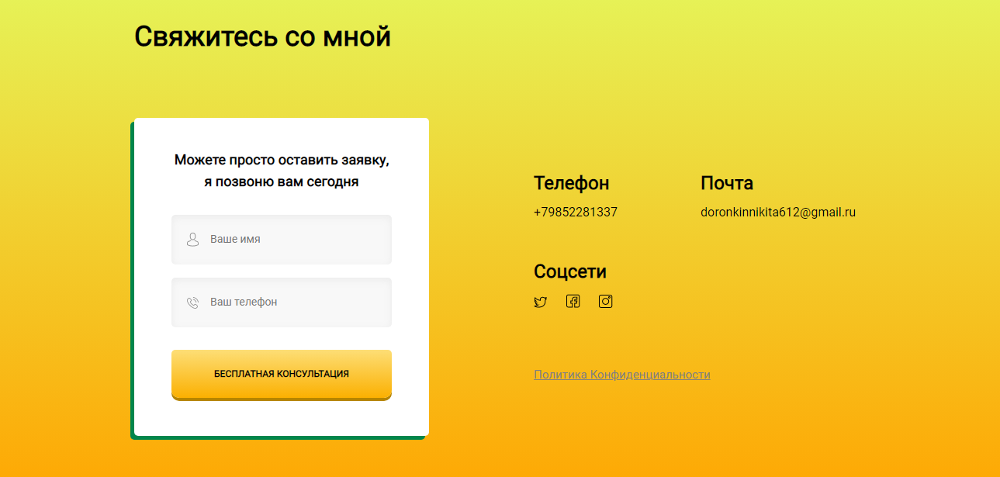 Свяжитесь со мной
Можете просто оставить заявку,
я позвоню вам сегодня
Ваше имя
Ваш телефон
БЕСПЛАТНАЯ КОНСУЛЬТАЦИЯ
Телефон
+79852281337
Почта
doronkinnikita612@gmail.ru
Соцсети
Политика Конфиденциальности